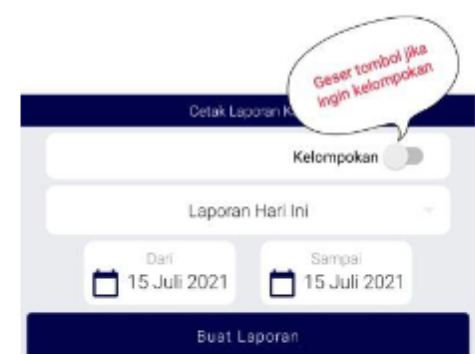 Geser tombol jika
ingin kelompokan
Cetak Laporan
Kelompokan
Laporan Hari Ini
Dari
15 Juli 2021
Sampai
15 Juli 2021
Buat Laporan